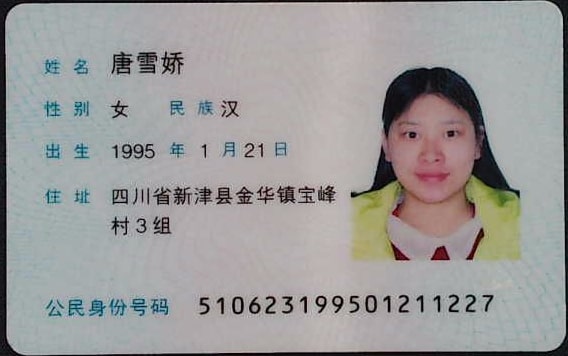 姓名 唐雪娇
性别 女 民族 汉
出生 1995 年 1 月 21 日
住址 四川省新津县金华镇宝峰
村3组
公民身份号码 510623199501211227